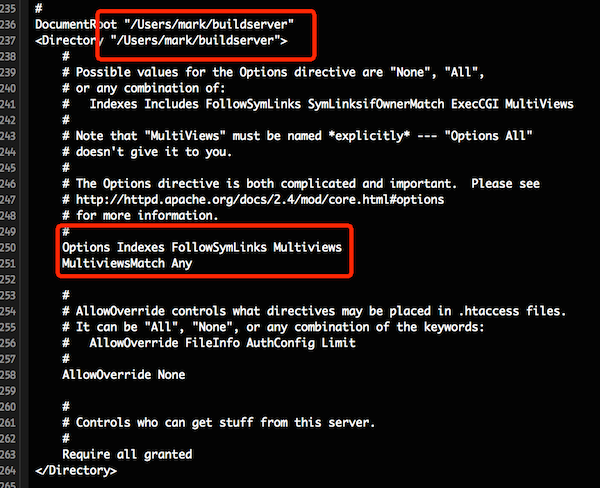 235 #
236 DocumentRoot "/Users/mark/buildserver"
237 <Directory "/Users/mark/buildserver">
238 #
239 # Possible values for the Options directive are "None", "All",
240 # or any combination of:
241 #   Indexes Includes FollowSymLinks SymLinksifOwnerMatch ExecCGI MultiViews
242 #
243 # Note that "MultiViews" must be named *explicitly* --- "Options All"
244 # doesn't give it to you.
245 #
246 # The Options directive is both complicated and important.  Please see
247 # http://httpd.apache.org/docs/2.4/mod/core.html#options
248 # for more information.
249 #
250 Options Indexes FollowSymLinks Multiviews
251 MultiviewsMatch Any
252
253 #
254 # AllowOverride controls what directives may be placed in .htaccess files.
255 # It can be "All", "None", or any combination of the keywords:
256 #   AllowOverride FileInfo AuthConfig Limit
257 #
258 AllowOverride None
259
260 #
261 # Controls who can get stuff from this server.
262 #
263 Require all granted
264 </Directory>
265